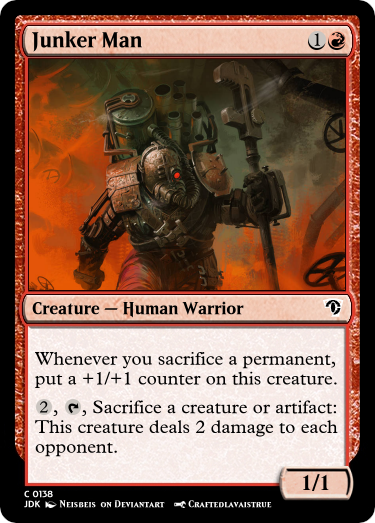 Junker Man 1
Creature — Human Warrior
Whenever you sacrifice a permanent,
put a +1/+1 counter on this creature.
2, , Sacrifice a creature or artifact:
This creature deals 2 damage to each
opponent.
1/1
C 0138
JDK Neisbeis on Deviantart Craftedlavaistrue